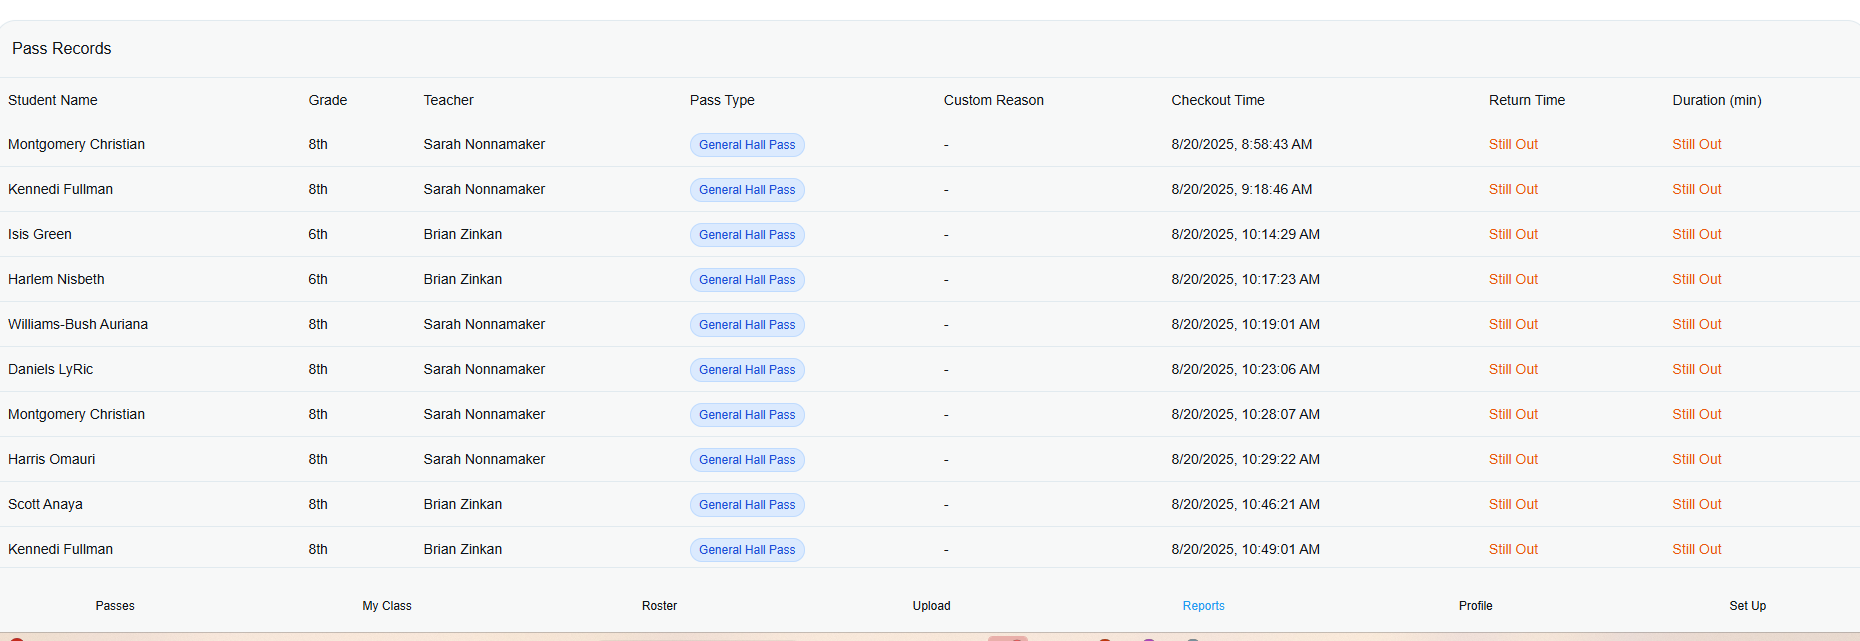 Pass Records
Student Name Grade Teacher Pass Type Custom Reason Checkout Time Return Time Duration (min)
Montgomery Christian 8th Sarah Nonnamaker General Hall Pass - 8/20/2025, 8:58:43 AM Still Out Still Out
Kennedi Fullman 8th Sarah Nonnamaker General Hall Pass - 8/20/2025, 9:18:46 AM Still Out Still Out
Isis Green 6th Brian Zinkan General Hall Pass - 8/20/2025, 10:14:29 AM Still Out Still Out
Harlem Nisbeth 6th Brian Zinkan General Hall Pass - 8/20/2025, 10:17:23 AM Still Out Still Out
Williams-Bush Auriana 8th Sarah Nonnamaker General Hall Pass - 8/20/2025, 10:19:01 AM Still Out Still Out
Daniels LyRic 8th Sarah Nonnamaker General Hall Pass - 8/20/2025, 10:23:06 AM Still Out Still Out
Montgomery Christian 8th Sarah Nonnamaker General Hall Pass - 8/20/2025, 10:28:07 AM Still Out Still Out
Harris Omauri 8th Sarah Nonnamaker General Hall Pass - 8/20/2025, 10:29:22 AM Still Out Still Out
Scott Anaya 8th Brian Zinkan General Hall Pass - 8/20/2025, 10:46:21 AM Still Out Still Out
Kennedi Fullman 8th Brian Zinkan General Hall Pass - 8/20/2025, 10:49:01 AM Still Out Still Out
Passes My Class Roster Upload Reports Profile Set Up